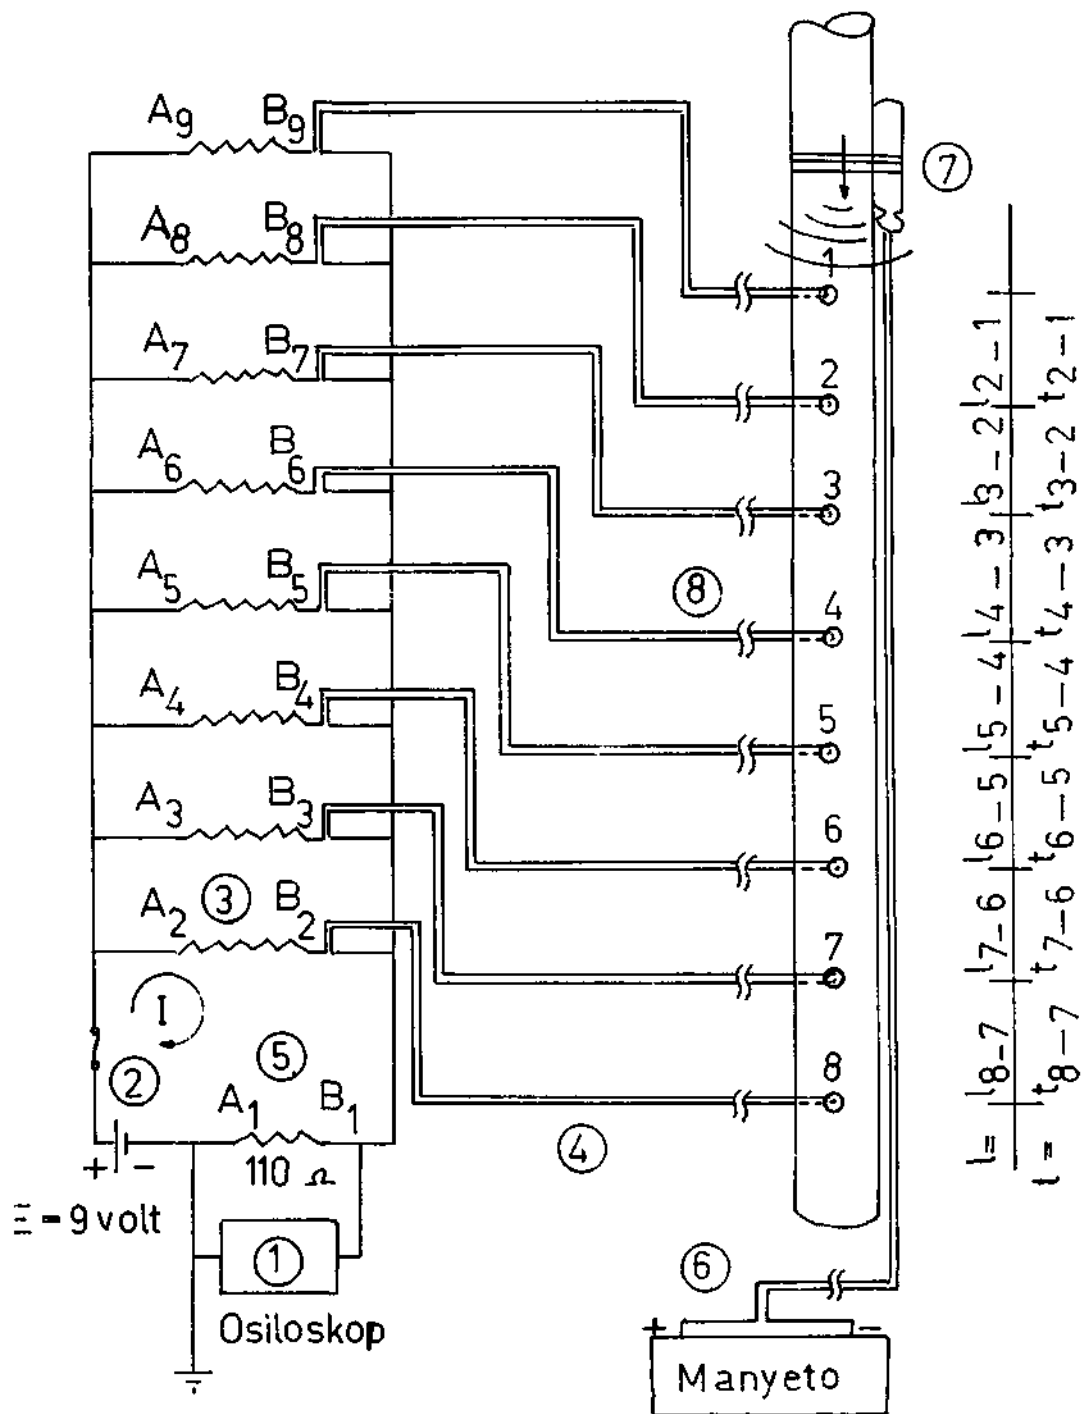 A9 B9
A8 B8
A7 B7
A6 B6
A5 B5
A4 B4
A3 B3
3
A2 B2
I
2
5
A1 B1
110 Ω
+ -
E = 9 volt
1
Osiloskop
7
1
2
3
4
5
6
7
8
8
4
6
+ -
Manyeto
l = l8-7 l7-6 l6-5 l5-4 l4-3 l3-2 l2-1
t = t8-7 t7-6 t6-5 t5-4 t4-3 t3-2 t2-1